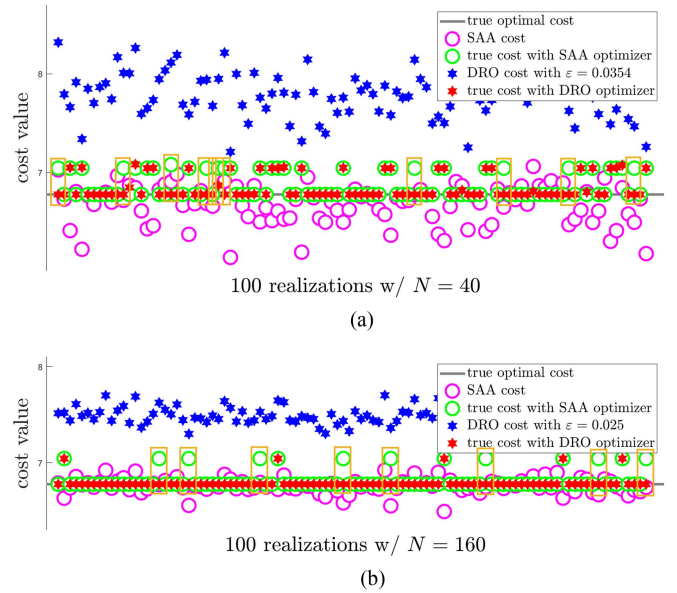 true optimal cost
SAA cost
true cost with SAA optimizer
DRO cost with ε = 0.0354
true cost with DRO optimizer
8
7
cost value
100 realizations w/ N = 40
(a)
true optimal cost
SAA cost
true cost with SAA optimizer
DRO cost with ε = 0.025
true cost with DRO optimizer
8
7
cost value
100 realizations w/ N = 160
(b)